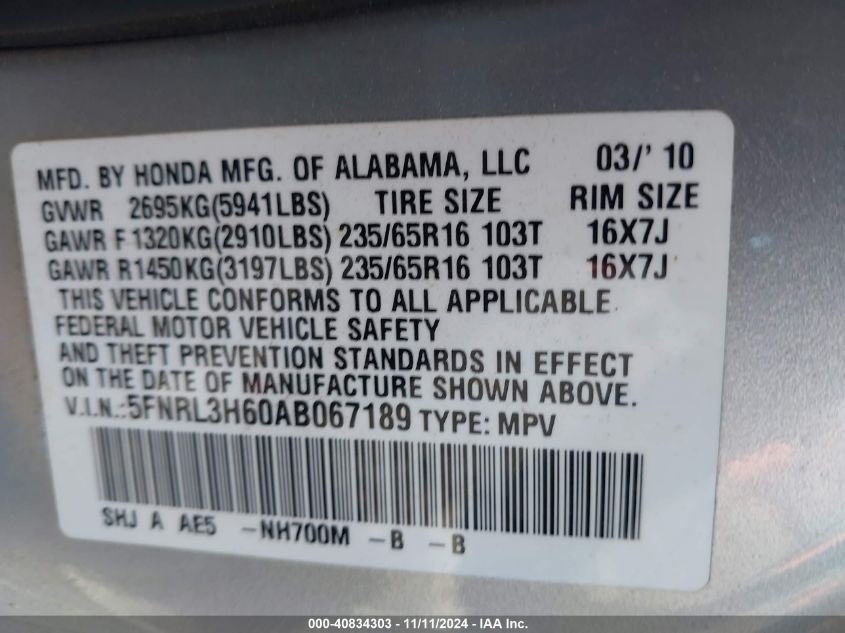 MFD. BY HONDA MFG. OF ALABAMA, LLC 03/' 10
GVWR 2695KG(5941LBS) TIRE SIZE RIM SIZE
GAWR F1320KG(2910LBS) 235/65R16 103T 16X7J
GAWR R1450KG(3197LBS) 235/65R16 103T 16X7J
THIS VEHICLE CONFORMS TO ALL APPLICABLE
FEDERAL MOTOR VEHICLE SAFETY
AND THEFT PREVENTION STANDARDS IN EFFECT
ON THE DATE OF MANUFACTURE SHOWN ABOVE.
V.I.N.:5FNRL3H60AB067189 TYPE: MPV
SHJ A AE5 -NH700M -B -B
000-40834303 - 11/11/2024 - IAA Inc.